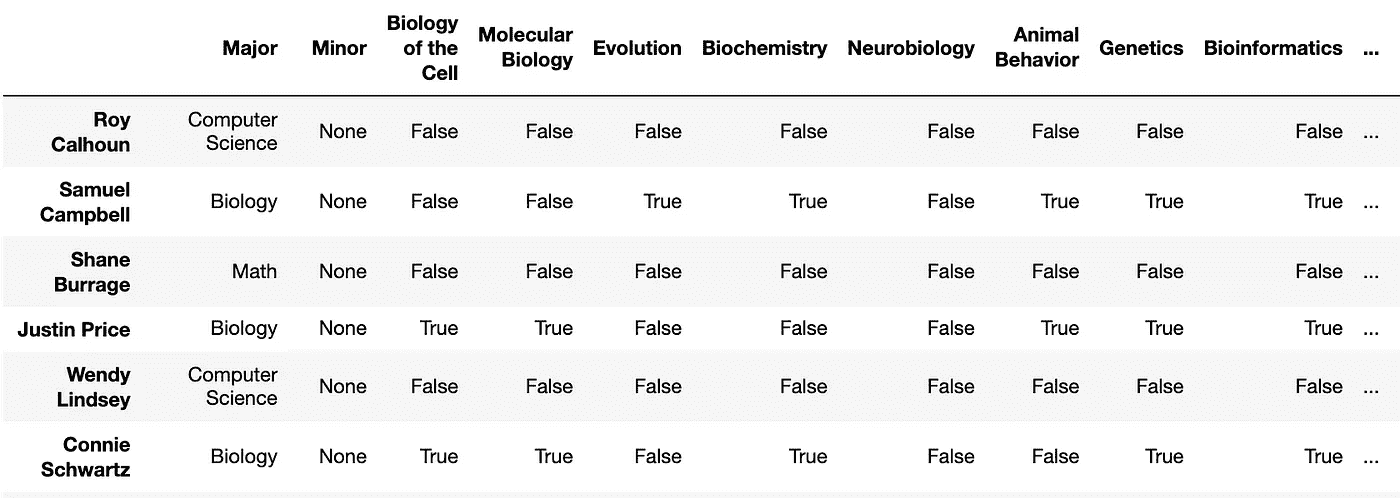 Major Minor Biology of the Cell Molecular Biology Evolution Biochemistry Neurobiology Animal Behavior Genetics Bioinformatics ...
Roy Calhoun Computer Science None False False False False False False False False ...
Samuel Campbell Biology None False False True True False True True True ...
Shane Burrage Math None False False False False False False False False ...
Justin Price Biology None True True False False False True True True ...
Wendy Lindsey Computer Science None False False False False False False False False ...
Connie Schwartz Biology None True True False True False False True True ...